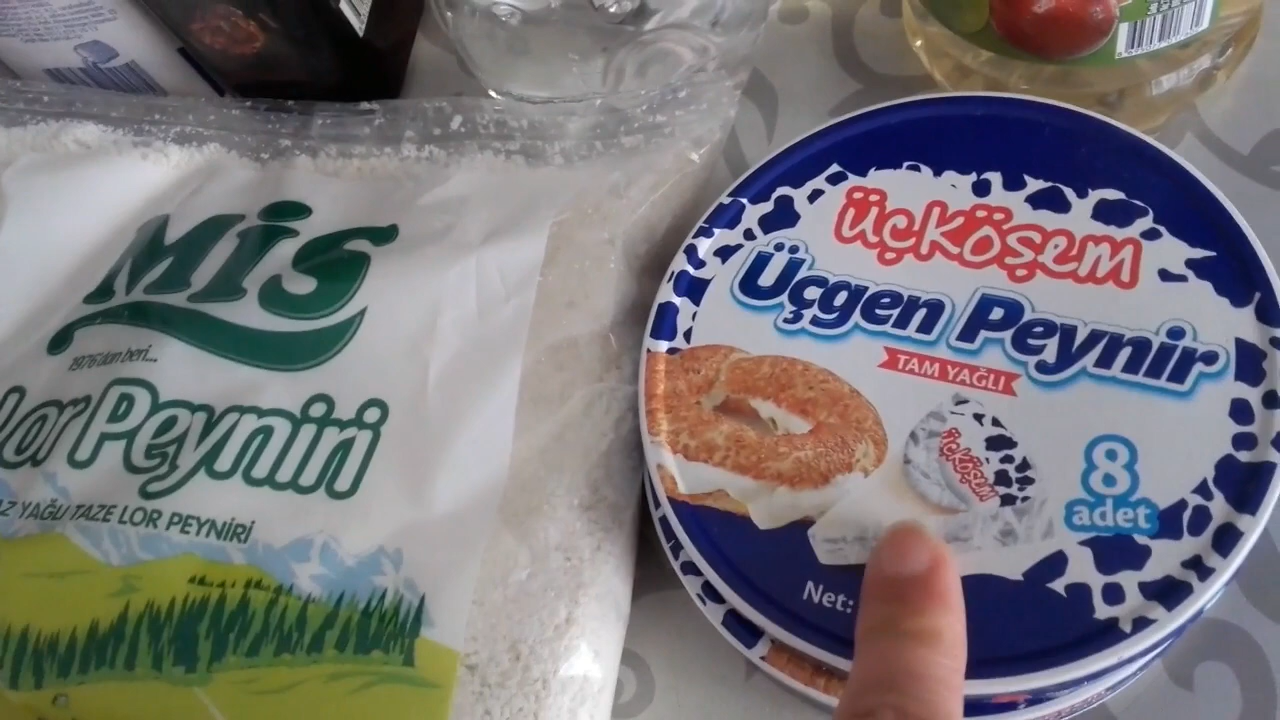 MİS
1976'dan beri...
Lor Peyniri
AZ YAĞLI TAZE LOR PEYNİRİ
üçköşem
Üçgen Peynir
TAM YAĞLI
üçköşem
8
adet
Net: